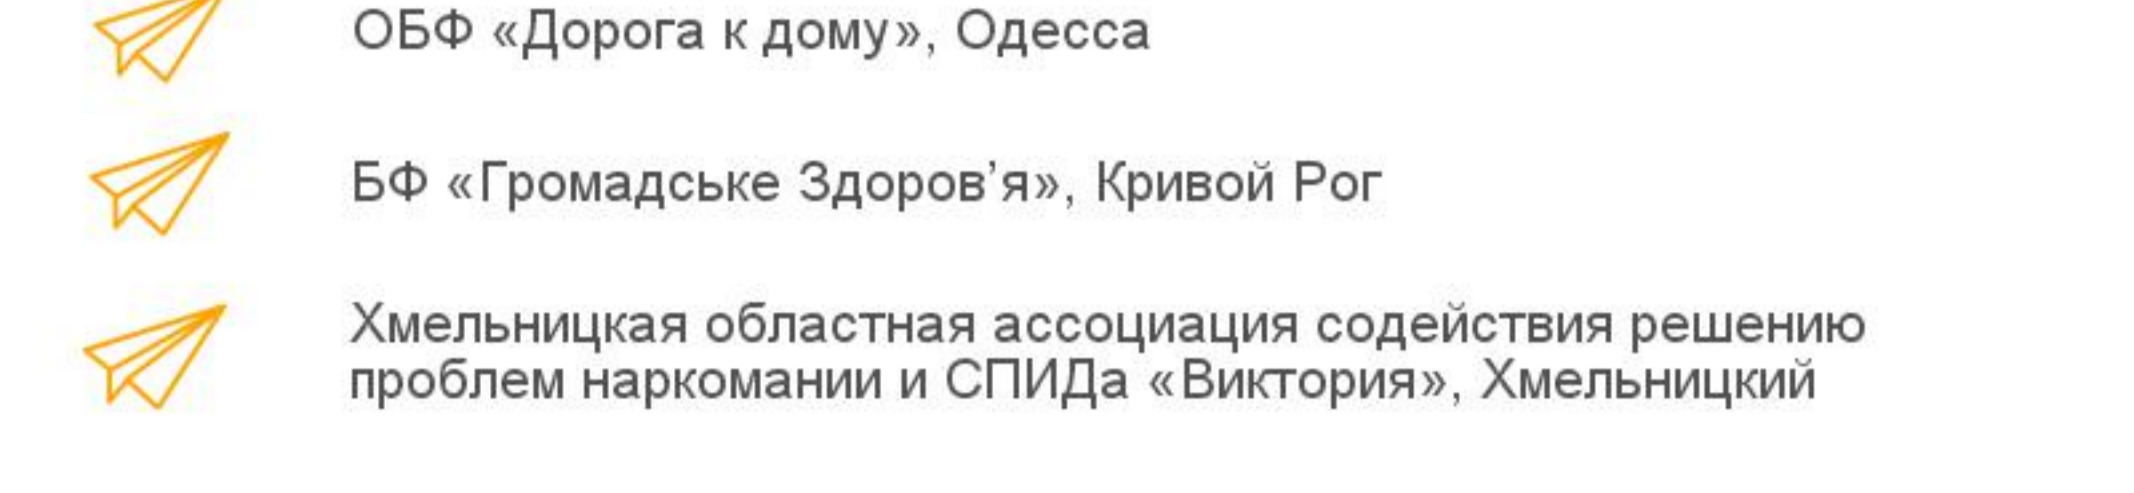 ОБФ «Дорога к дому», Одесса
БФ «Громадське Здоров’я», Кривой Рог
Хмельницкая областная ассоциация содействия решению
проблем наркомании и СПИДа «Виктория», Хмельницкий